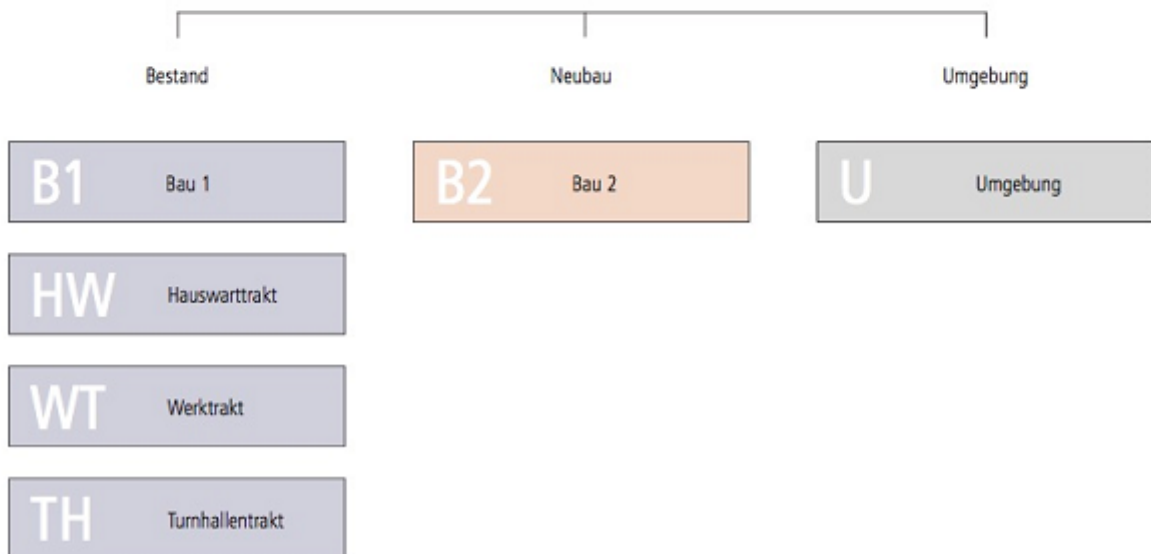 Bestand Neubau Umgebung
B1 Bau 1 B2 Bau 2 U Umgebung
HW Hauswarttrakt
WT Werktrakt
TH Turnhallentrakt